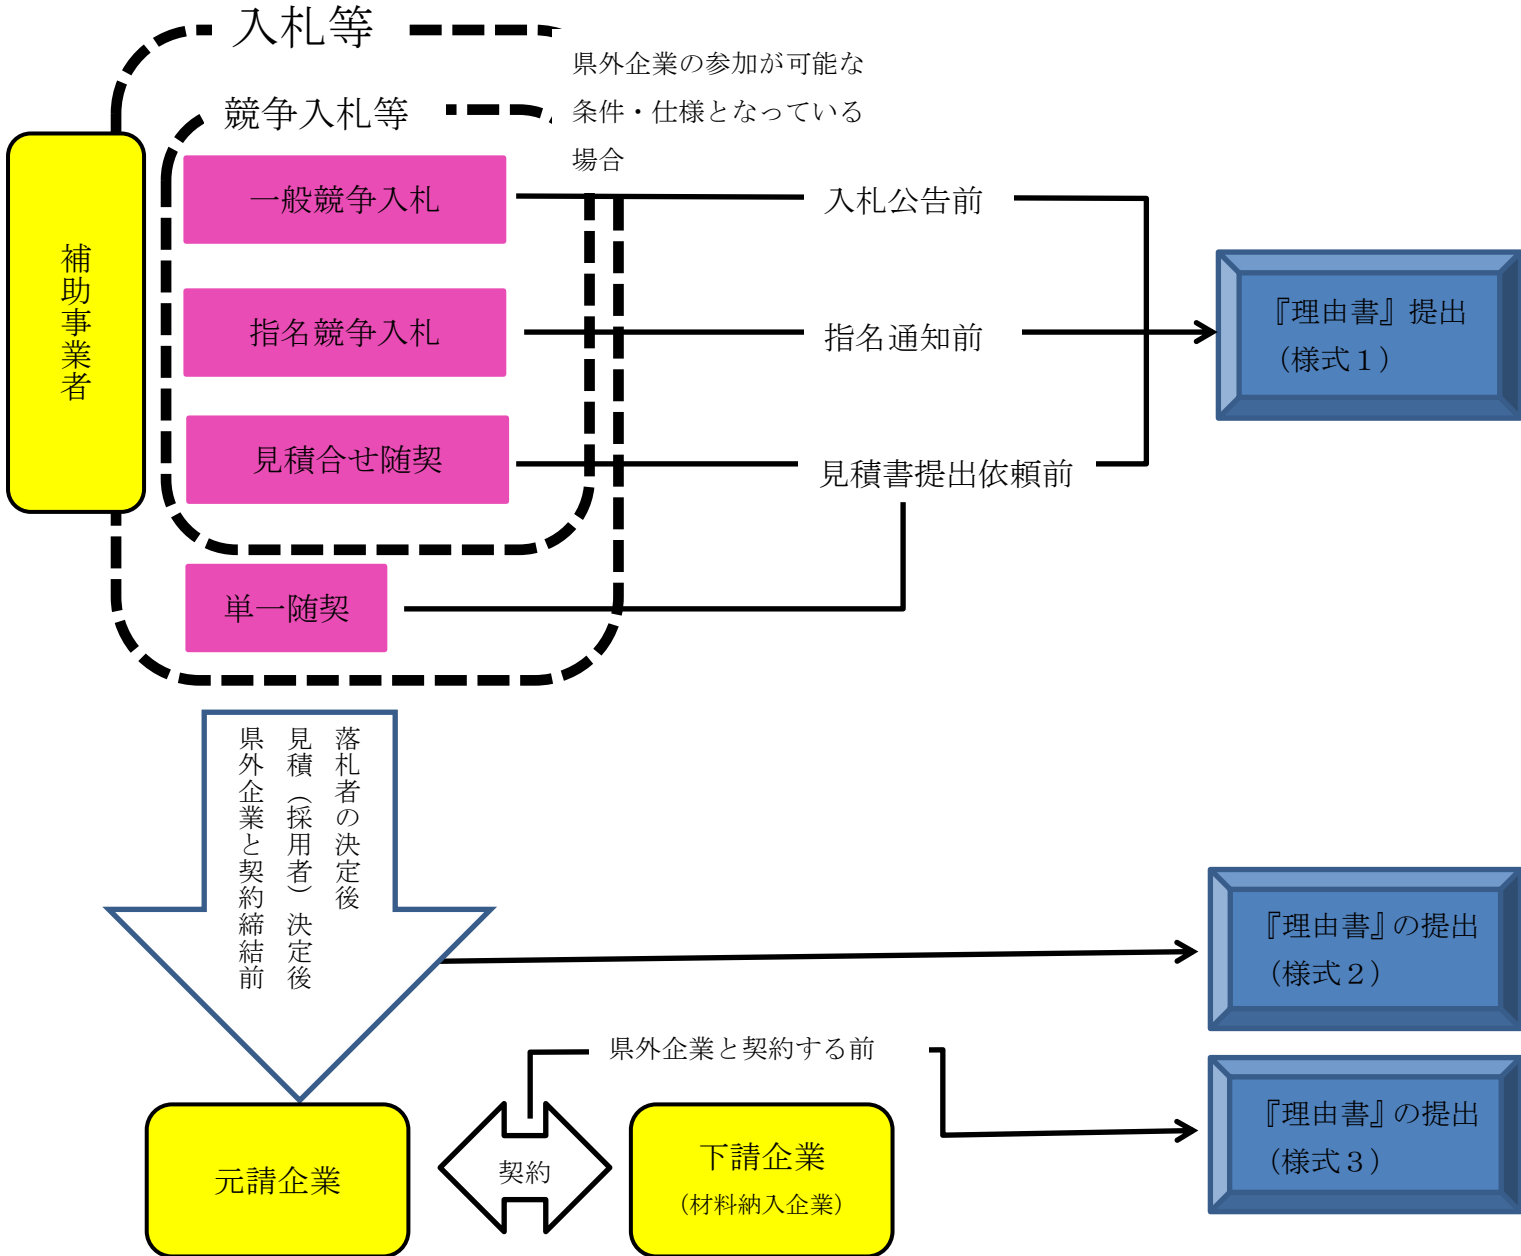 入札等
県外企業の参加が可能な
条件・仕様となっている
場合
競争入札等
補助事業者
一般競争入札
入札公告前
指名競争入札
指名通知前
『理由書』提出
（様式１）
見積合せ随契
見積書提出依頼前
単一随契
落札者の決定後
見積（採用者）決定後
県外企業と契約締結前
『理由書』の提出
（様式２）
県外企業と契約する前
『理由書』の提出
（様式３）
元請企業
契約
下請企業
（材料納入企業）